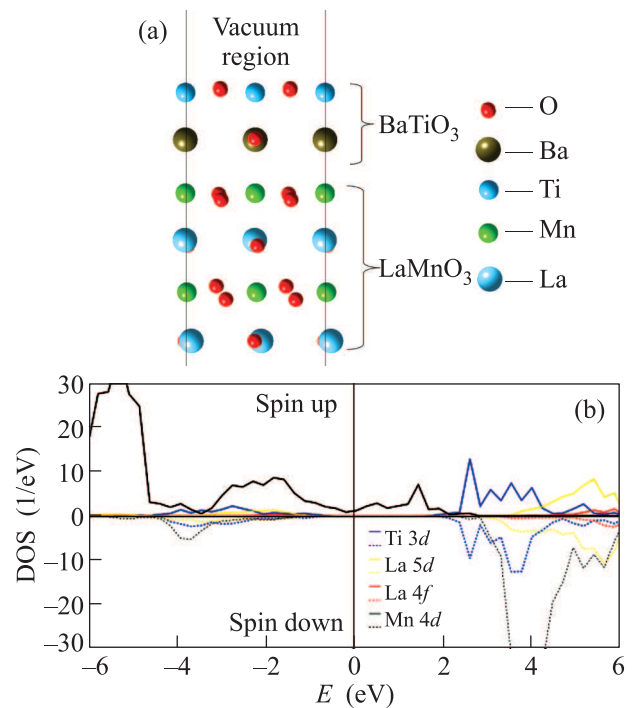 (a)
Vacuum
region
BaTiO₃
LaMnO₃
O
Ba
Ti
Mn
La
(b)
Spin up
Spin down
Ti 3d
La 5d
La 4f
Mn 4d
DOS (1/eV)
30
20
10
0
–10
–5
–20
–30
–6
–4
–2
0
2
4
6
E (eV)